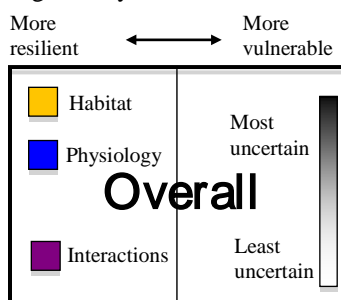 More
resilient
More
vulnerable
Habitat
Physiology
Interactions
Overall
Most
uncertain
Least
uncertain